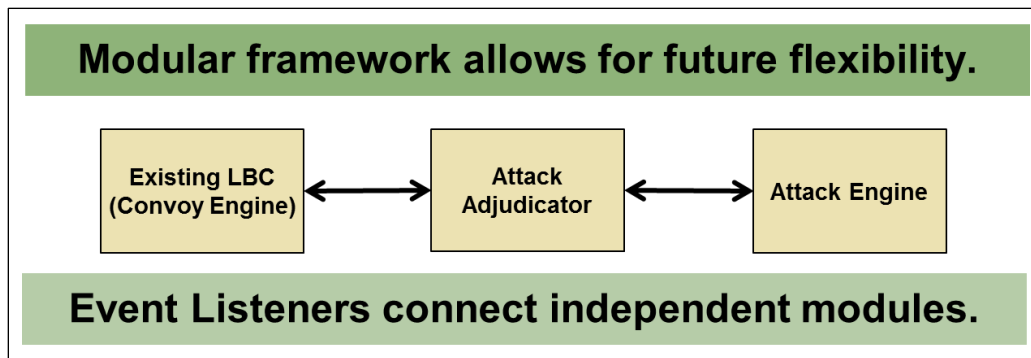 Modular framework allows for future flexibility.
Existing LBC
(Convoy Engine)
Attack
Adjudicator
Attack Engine
Event Listeners connect independent modules.